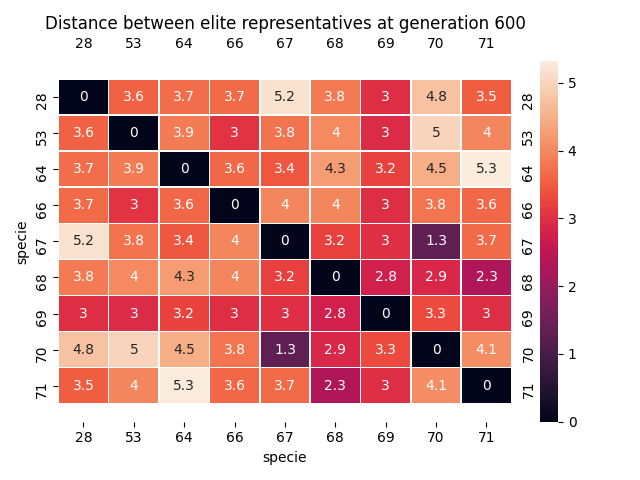 Distance between elite representatives at generation 600
28 53 64 66 67 68 69 70 71
28 0 3.6 3.7 3.7 5.2 3.8 3 4.8 3.5 28
53 3.6 0 3.9 3 3.8 4 3 5 4 53
64 3.7 3.9 0 3.6 3.4 4.3 3.2 4.5 5.3 64
66 3.7 3 3.6 0 4 4 3 3.8 3.6 66
67 5.2 3.8 3.4 4 0 3.2 3 1.3 3.7 67
68 3.8 4 4.3 4 3.2 0 2.8 2.9 2.3 68
69 3 3 3.2 3 3 2.8 0 3.3 3 69
70 4.8 5 4.5 3.8 1.3 2.9 3.3 0 4.1 70
71 3.5 4 5.3 3.6 3.7 2.3 3 4.1 0 71
28 53 64 66 67 68 69 70 71
specie
specie
5
4
3
2
1
0